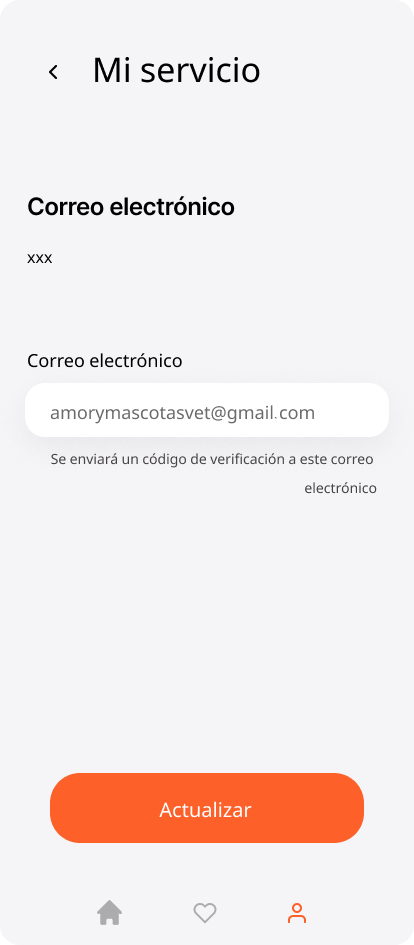 Mi servicio
Correo electrónico
xxx
Correo electrónico
amorymascotasvet@gmail.com
Se enviará un código de verificación a este correo
electrónico
Actualizar